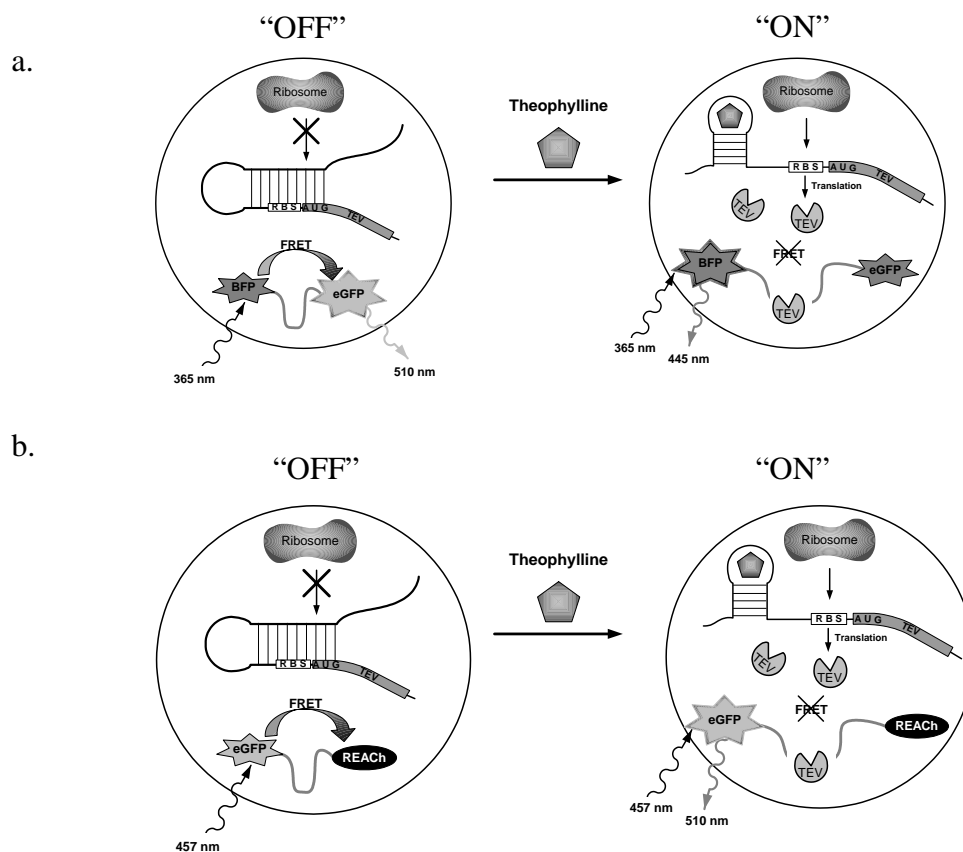 “OFF” “ON”
a.
Ribosome Ribosome
Theophylline
RBS AUG TEV RBS AUG TEV
Translation
TEV TEV
FRET FRET
BFP eGFP BFP eGFP
TEV
365 nm 510 nm 365 nm 445 nm
b.
“OFF” “ON”
Ribosome Ribosome
Theophylline
RBS AUG TEV RBS AUG TEV
Translation
TEV TEV
FRET FRET
eGFP REACh eGFP REACh
TEV
457 nm 457 nm 510 nm